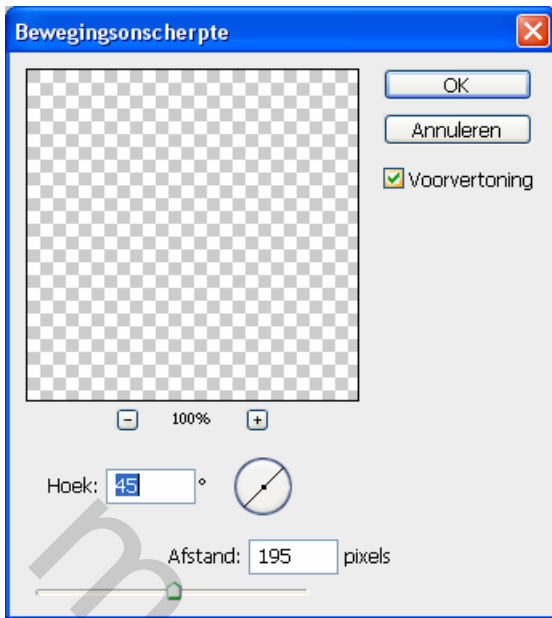 Bewegingsonscherpte
OK
Annuleren
Voorvertoning
100%
Hoek: 45 °
Afstand: 195 pixels
m